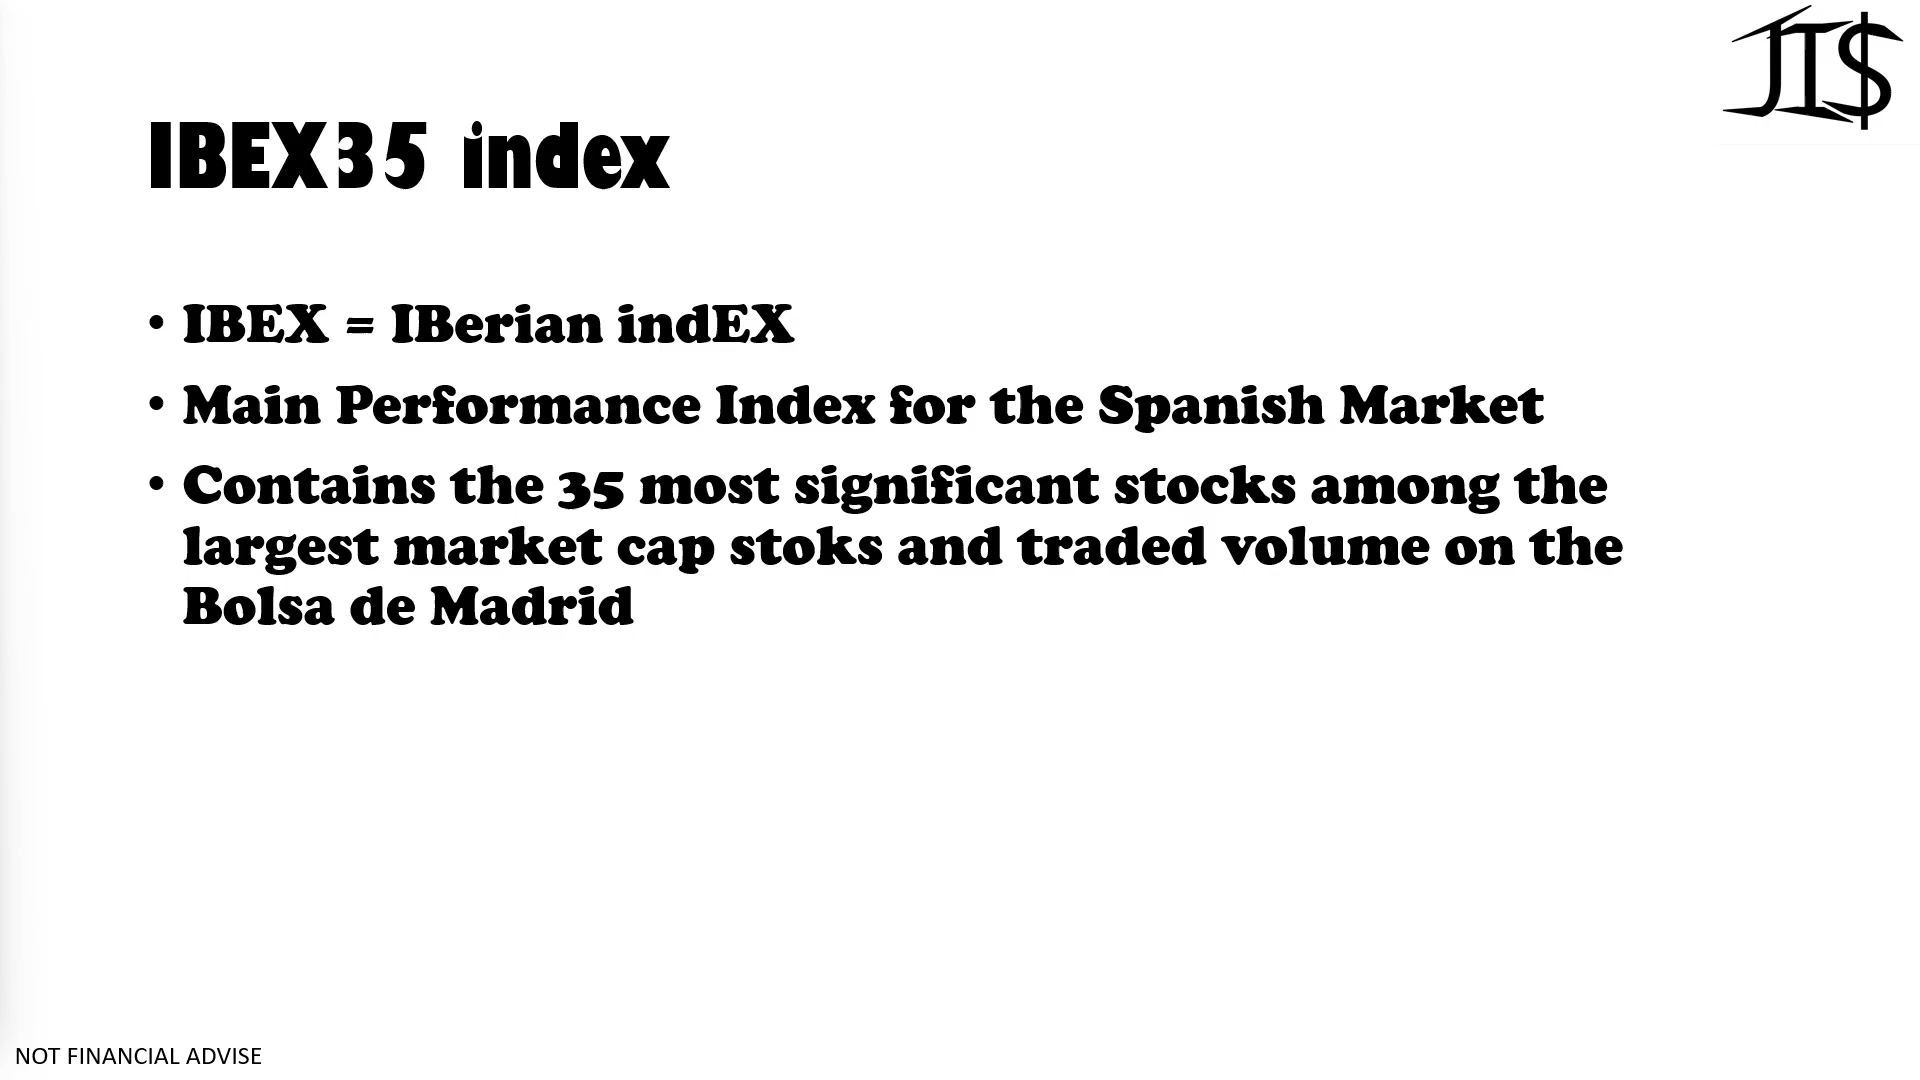 JI$
IBEX35 index
• IBEX = IBerian indEX
• Main Performance Index for the Spanish Market
• Contains the 35 most significant stocks among the
largest market cap stoks and traded volume on the
Bolsa de Madrid
NOT FINANCIAL ADVISE